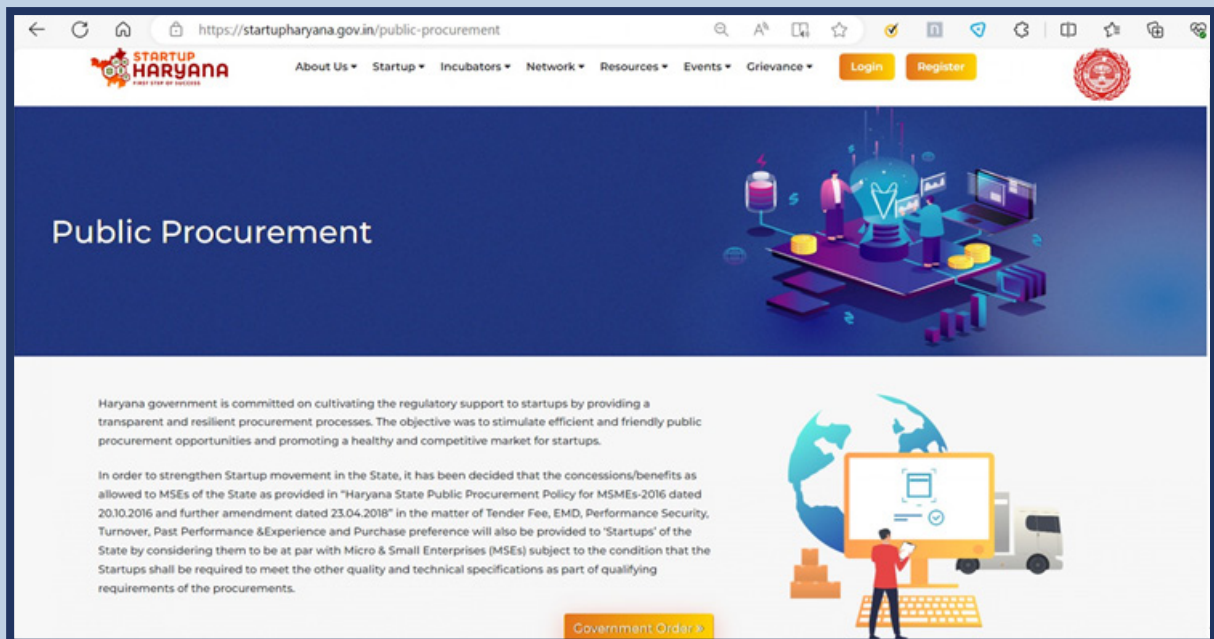 https://startupharyana.gov.in/public-procurement
STARTUP
HARYANA
FIRST STEP OF SUCCESS
About Us
Startup
Incubators
Network
Resources
Events
Grievance
Login
Register
Public Procurement
Haryana government is committed on cultivating the regulatory support to startups by providing a
transparent and resilient procurement processes. The objective was to stimulate efficient and friendly public
procurement opportunities and promoting a healthy and competitive market for startups.
In order to strengthen Startup movement in the State, it has been decided that the concessions/benefits as
allowed to MSEs of the State as provided in "Haryana State Public Procurement Policy for MSMEs-2016 dated
20.10.2016 and further amendment dated 23.04.2018" in the matter of Tender Fee, EMD, Performance Security,
Turnover, Past Performance &Experience and Purchase preference will also be provided to 'Startups' of the
State by considering them to be at par with Micro & Small Enterprises (MSEs) subject to the condition that the
Startups shall be required to meet the other quality and technical specifications as part of qualifying
requirements of the procurements.
Government Order »